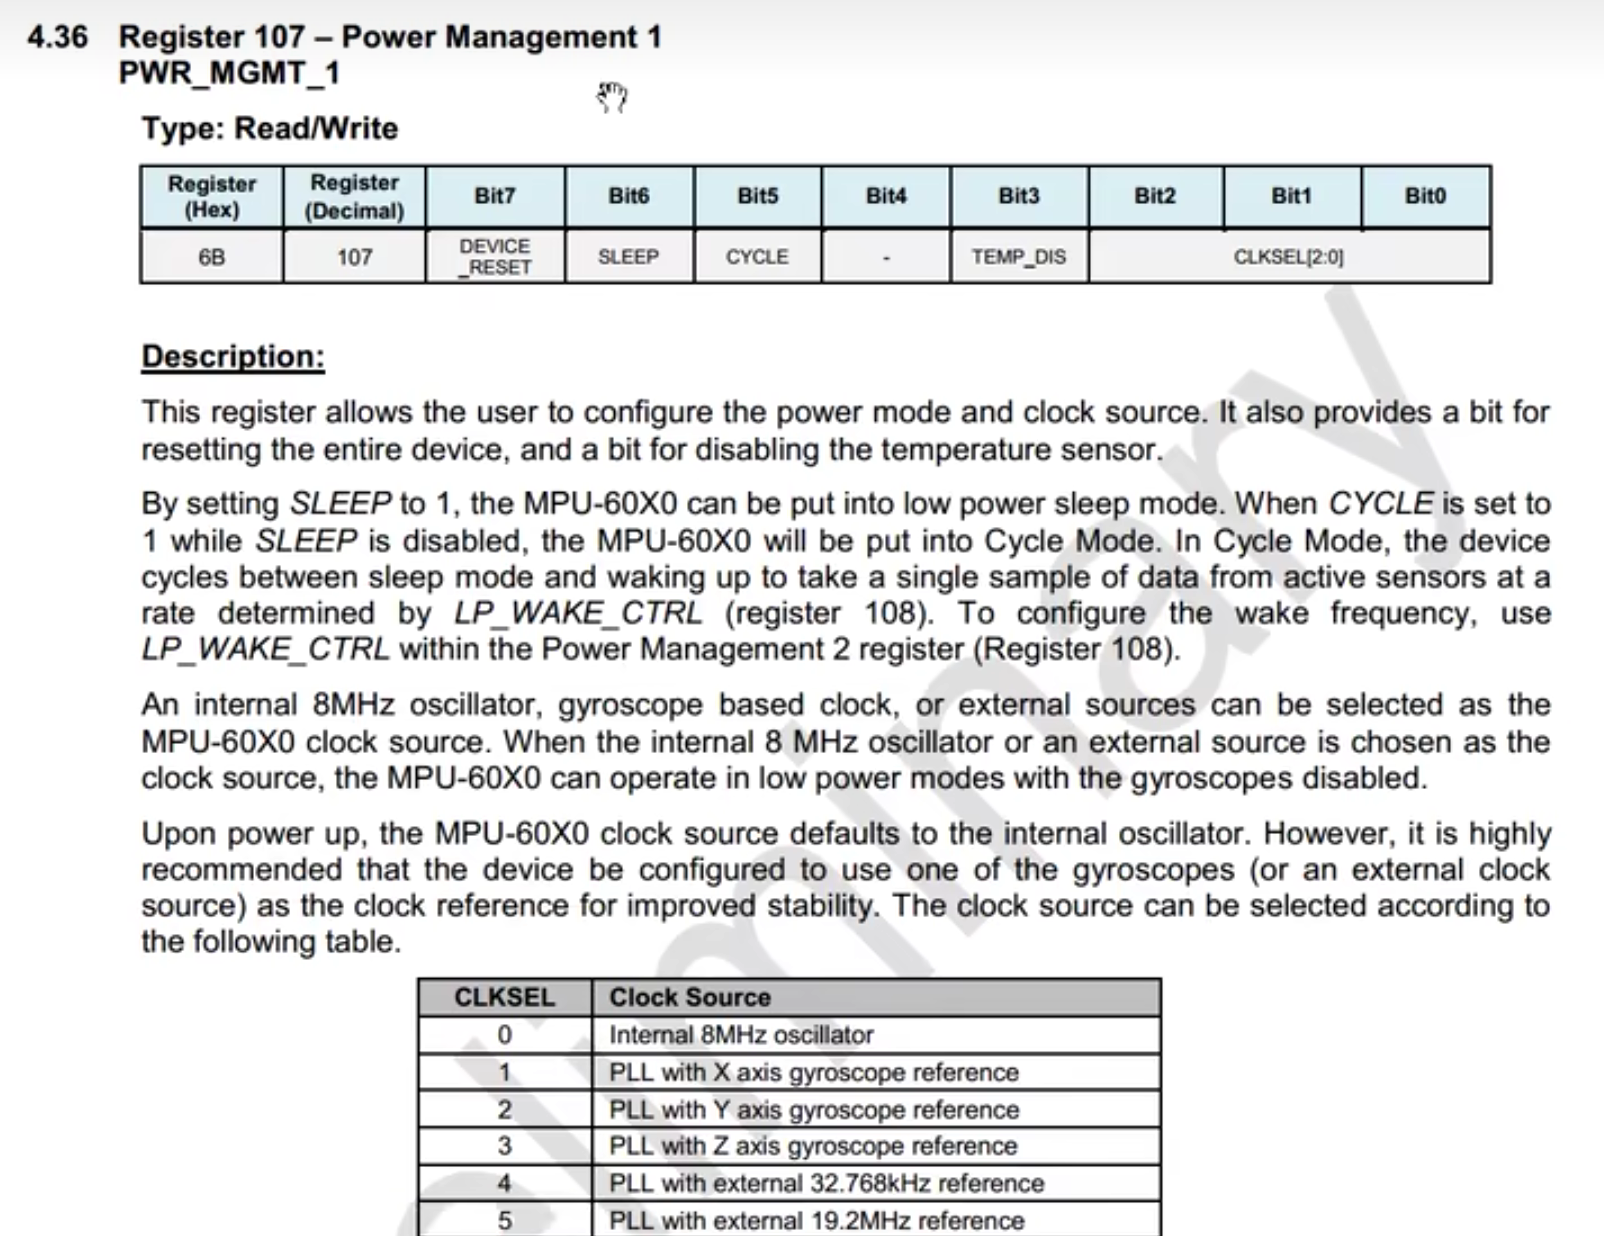 4.36 Register 107 – Power Management 1
PWR_MGMT_1
Type: Read/Write
Register (Hex) Register (Decimal) Bit7 Bit6 Bit5 Bit4 Bit3 Bit2 Bit1 Bit0
6B 107 DEVICE_RESET SLEEP CYCLE - TEMP_DIS CLKSEL[2:0]
Description:
This register allows the user to configure the power mode and clock source. It also provides a bit for
resetting the entire device, and a bit for disabling the temperature sensor.
By setting SLEEP to 1, the MPU-60X0 can be put into low power sleep mode. When CYCLE is set to
1 while SLEEP is disabled, the MPU-60X0 will be put into Cycle Mode. In Cycle Mode, the device
cycles between sleep mode and waking up to take a single sample of data from active sensors at a
rate determined by LP_WAKE_CTRL (register 108). To configure the wake frequency, use
LP_WAKE_CTRL within the Power Management 2 register (Register 108).
An internal 8MHz oscillator, gyroscope based clock, or external sources can be selected as the
MPU-60X0 clock source. When the internal 8 MHz oscillator or an external source is chosen as the
clock source, the MPU-60X0 can operate in low power modes with the gyroscopes disabled.
Upon power up, the MPU-60X0 clock source defaults to the internal oscillator. However, it is highly
recommended that the device be configured to use one of the gyroscopes (or an external clock
source) as the clock reference for improved stability. The clock source can be selected according to
the following table.
CLKSEL Clock Source
0 Internal 8MHz oscillator
1 PLL with X axis gyroscope reference
2 PLL with Y axis gyroscope reference
3 PLL with Z axis gyroscope reference
4 PLL with external 32.768kHz reference
5 PLL with external 19.2MHz reference